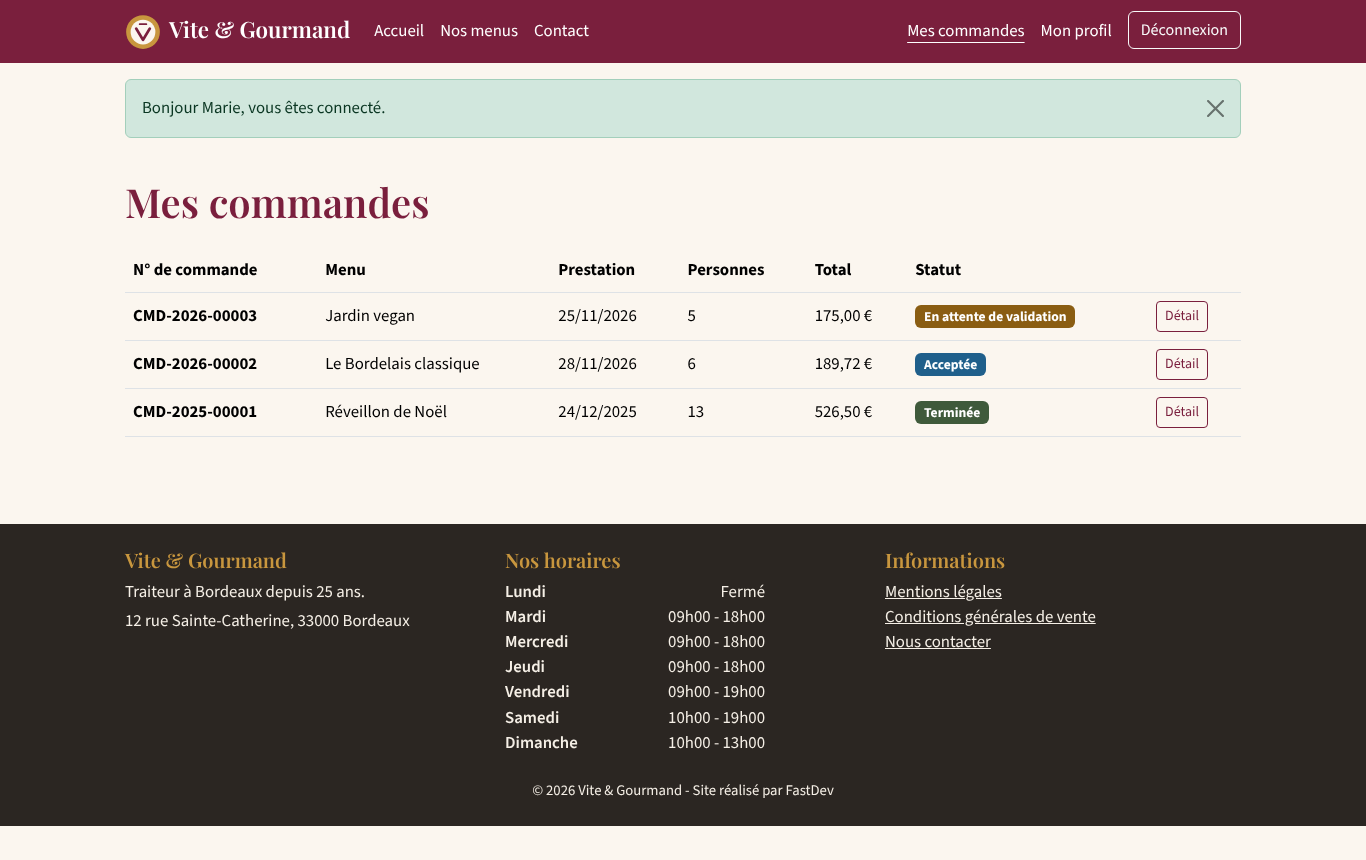 Vite & Gourmand Accueil Nos menus Contact Mes commandes Mon profil Déconnexion
Bonjour Marie, vous êtes connecté.
Mes commandes
N° de commande Menu Prestation Personnes Total Statut
CMD-2026-00003 Jardin vegan 25/11/2026 5 175,00 € En attente de validation Détail
CMD-2026-00002 Le Bordelais classique 28/11/2026 6 189,72 € Acceptée Détail
CMD-2025-00001 Réveillon de Noël 24/12/2025 13 526,50 € Terminée Détail
Vite & Gourmand
Traiteur à Bordeaux depuis 25 ans.
12 rue Sainte-Catherine, 33000 Bordeaux
Nos horaires
Lundi Fermé
Mardi 09h00 - 18h00
Mercredi 09h00 - 18h00
Jeudi 09h00 - 18h00
Vendredi 09h00 - 19h00
Samedi 10h00 - 19h00
Dimanche 10h00 - 13h00
Informations
Mentions légales
Conditions générales de vente
Nous contacter
© 2026 Vite & Gourmand - Site réalisé par FastDev